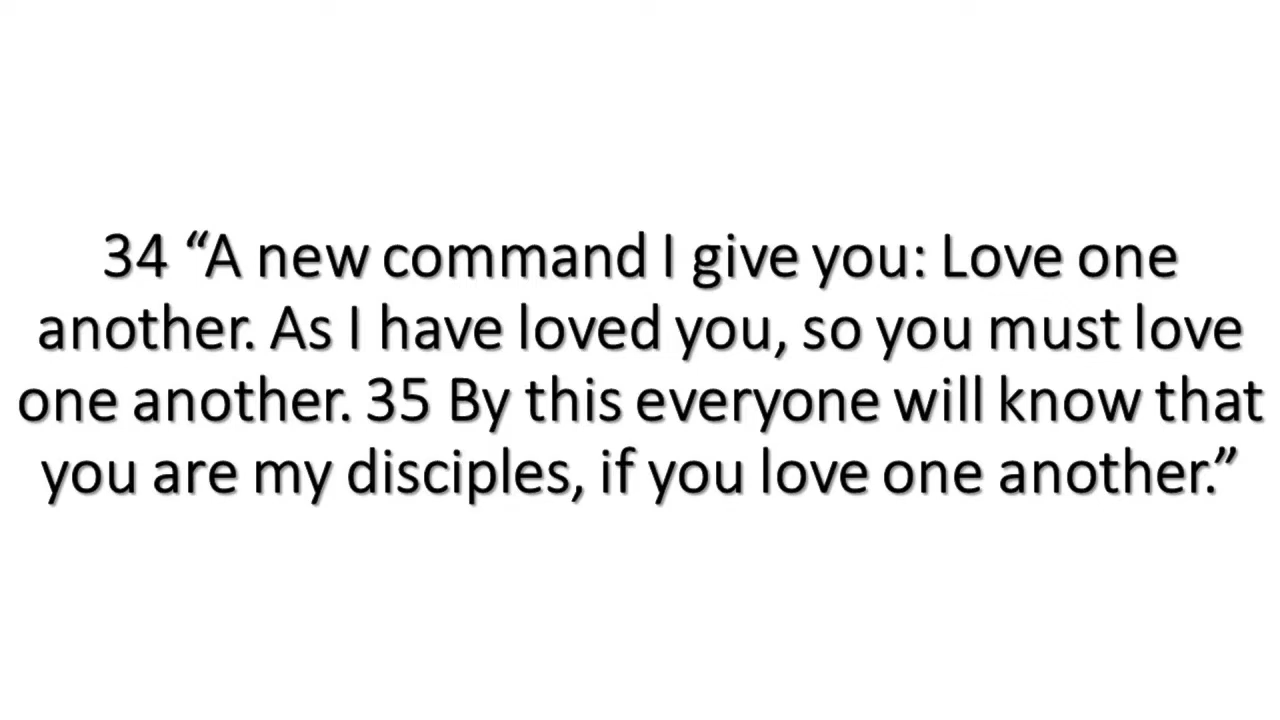 34 “A new command I give you: Love one
another. As I have loved you, so you must love
one another. 35 By this everyone will know that
you are my disciples, if you love one another.”